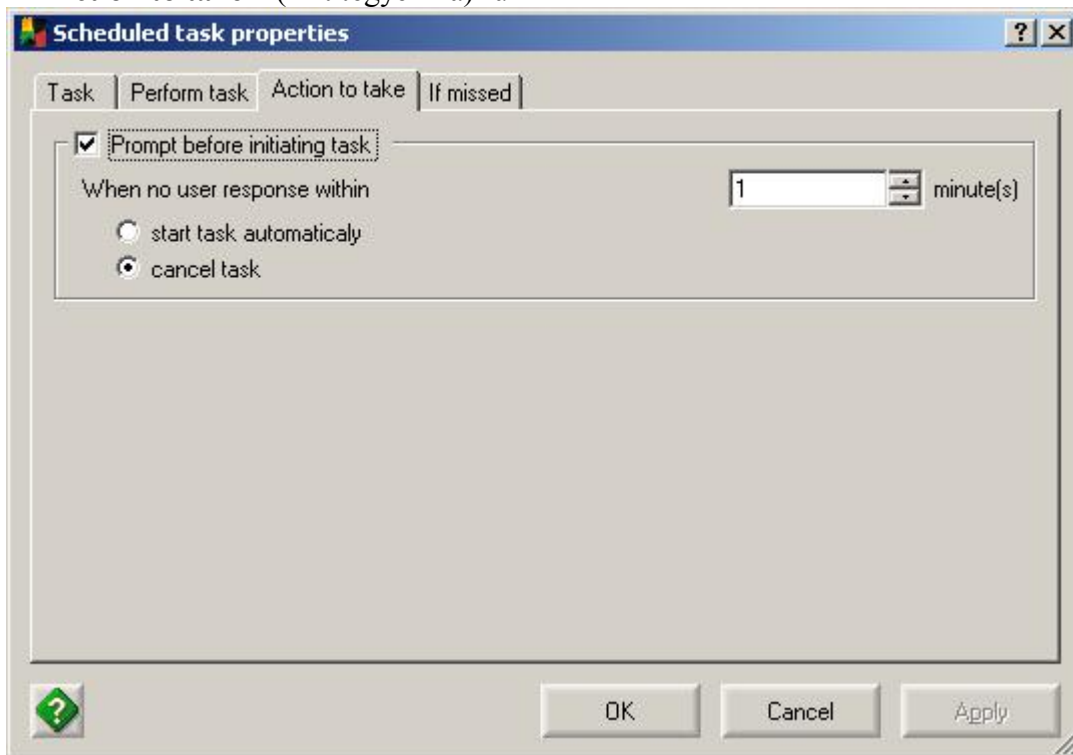 Scheduled task properties
Task Perform task Action to take If missed
Prompt before initiating task
When no user response within 1 minute(s)
start task automaticaly
cancel task
OK Cancel Apply